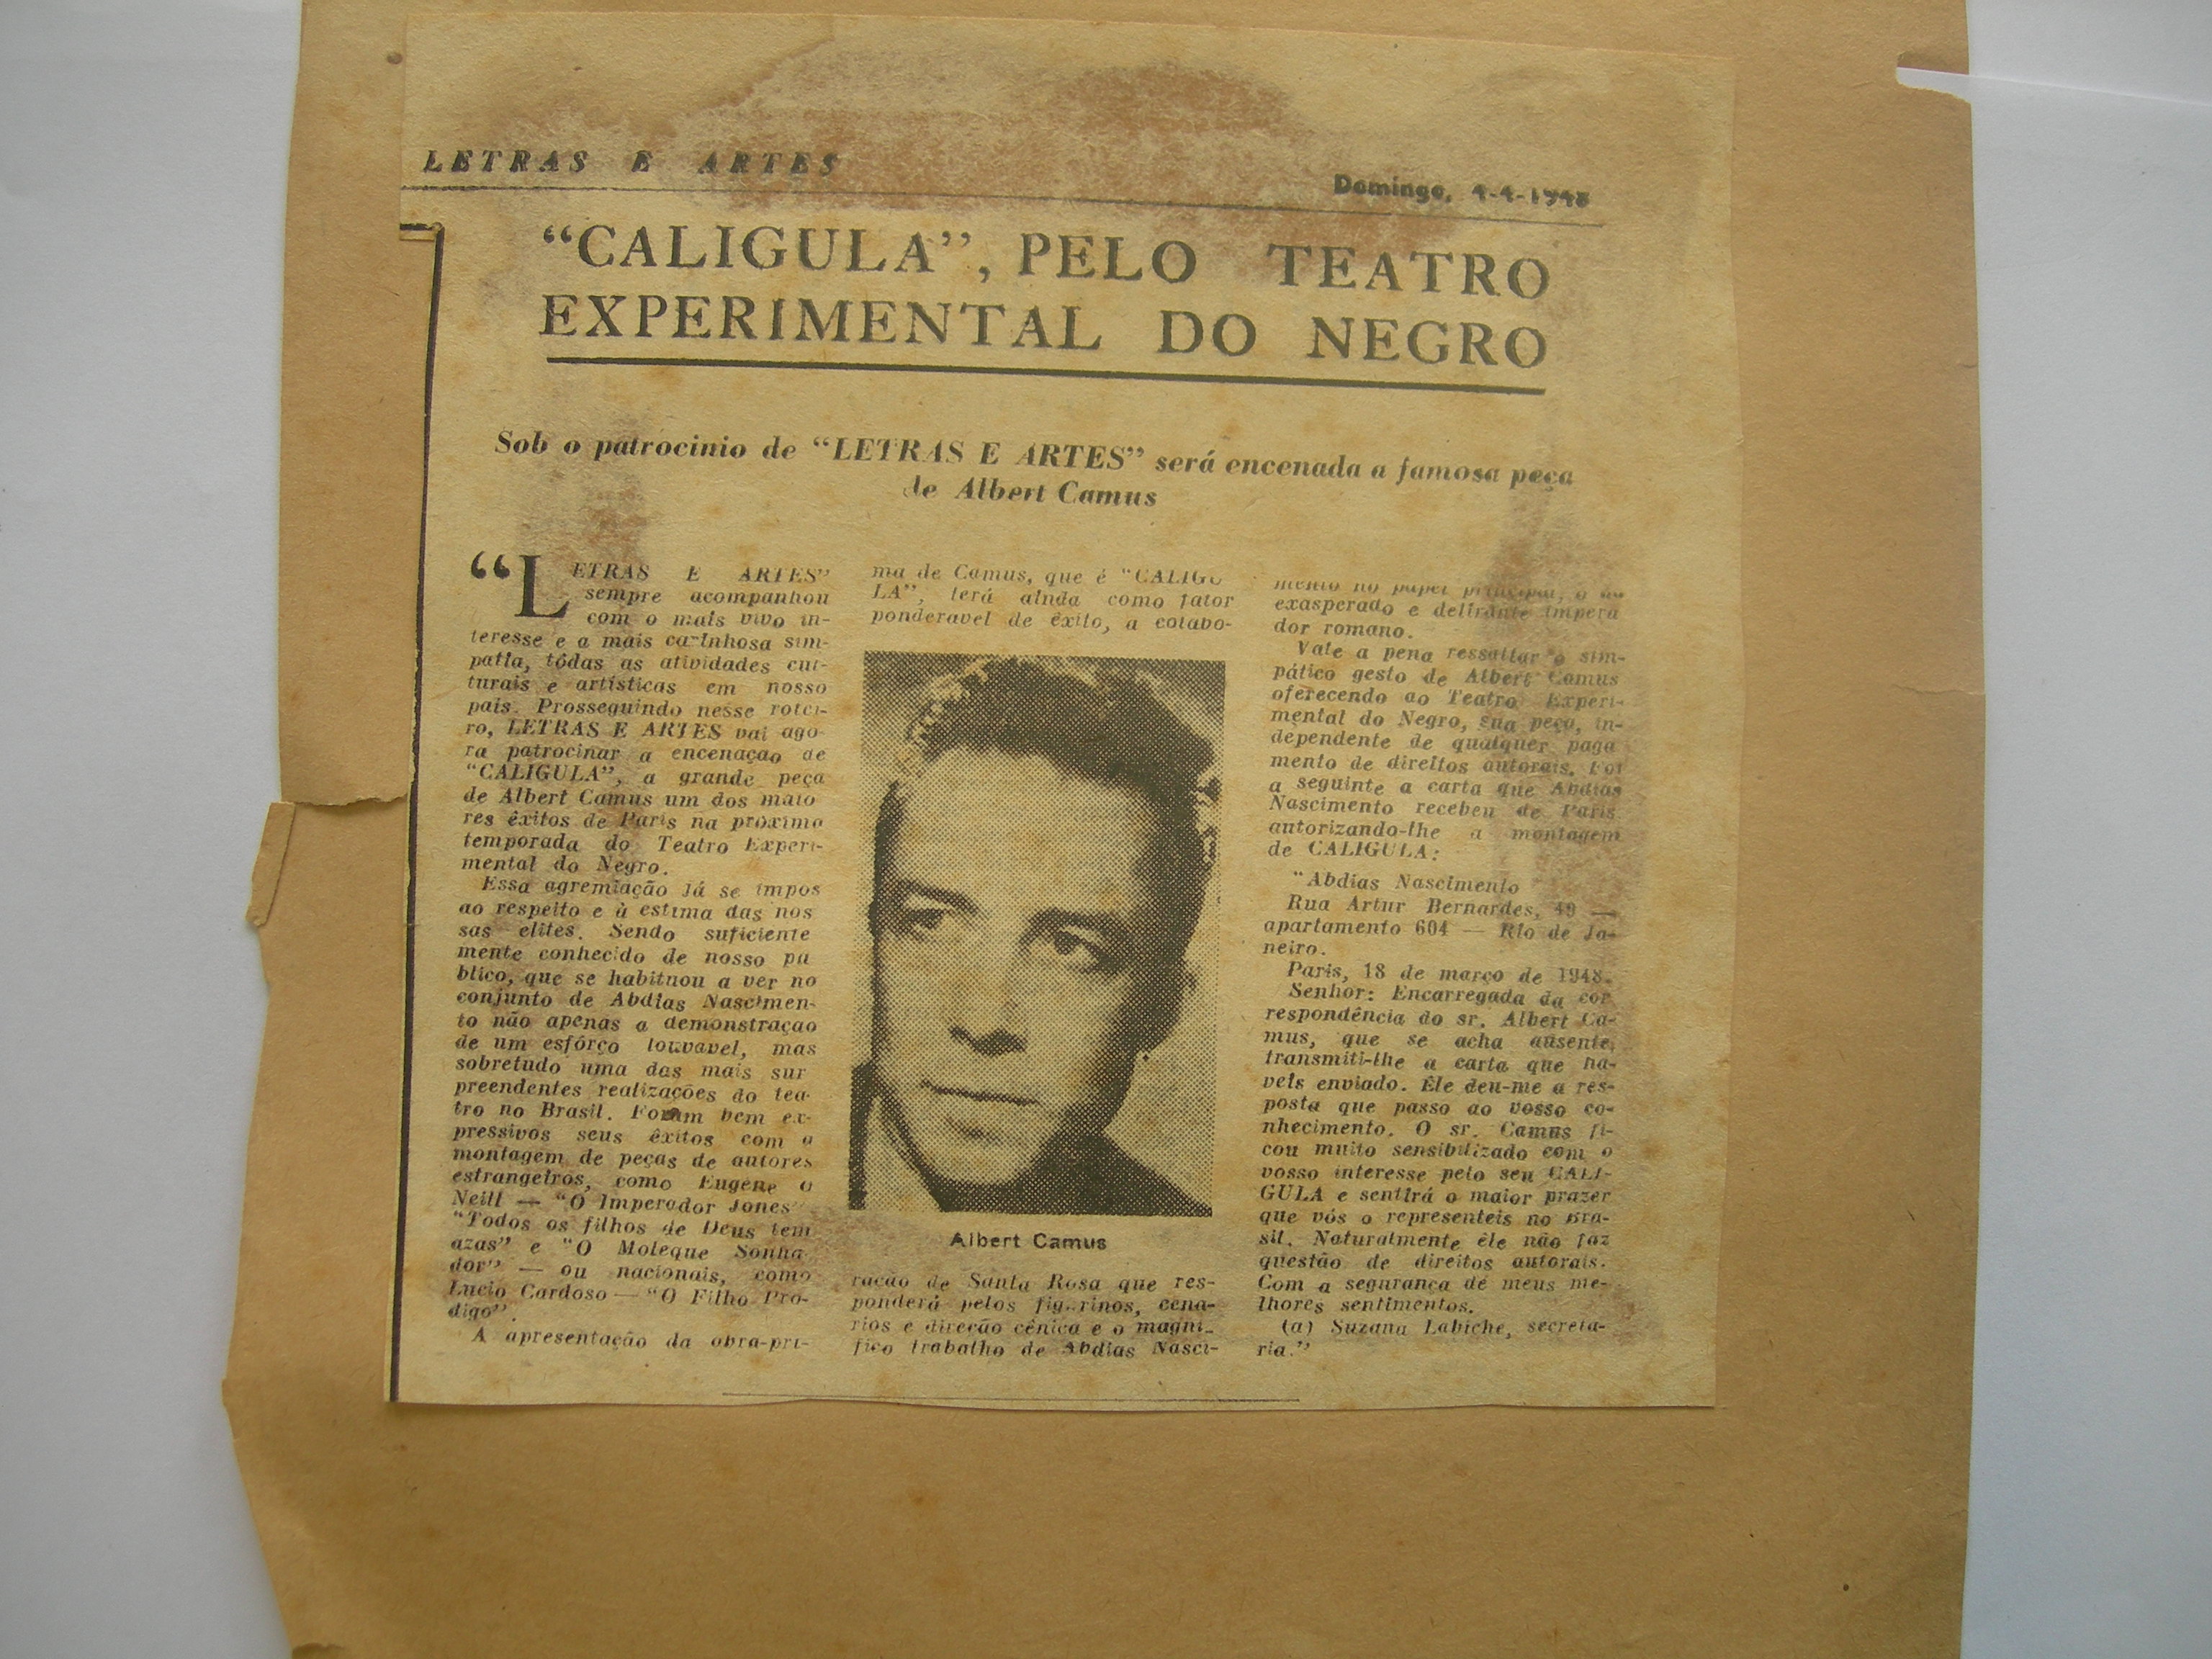 LETRAS E ARTES
Domingo, 4-4-1948
“CALIGULA”, PELO TEATRO
EXPERIMENTAL DO NEGRO
Sob o patrocinio de “LETRAS E ARTES” será encenada a famosa peça
de Albert Camus
“LETRAS E ARTES”
sempre acompanhou
com o mais vivo in-
teresse e a mais carinhosa sim-
patia, tôdas as atividades cul-
turais e artísticas em nosso
pais. Prosseguindo nesse rotei-
ro, LETRAS E ARTES vai ago-
ra patrocinar a encenação de
“CALIGULA”, a grande peça
de Albert Camus um dos maio
res êxitos de Paris na proxima
temporada do Teatro Experi-
mental do Negro.
Essa agremiação já se impos
ao respeito e à estima das nos
sas elites. Sendo suficiente
mente conhecido de nosso pu
blico, que se habitnou a ver no
conjunto de Abdias Nascimen-
to não apenas a demonstraçao
de um esfôrço louvavel, mas
sobretudo uma das mais sur
preendentes realizações do tea-
tro no Brasil. Foram bem ex-
pressivos seus êxitos com a
montagem de peças de autores
estrangeiros, como Eugene O
Neill — “O Imperador Jones”
“Todos os filhos de Deus tem
azas” e “O Moleque Sonha
dor” — ou nacionais, como
Lucio Cardoso — “O Filho Pro-
digo”.
A apresentação da obra-pri-
ma de Camus, que é “CALIGU
LA”, terá ainda como fator
ponderavel de êxito, a colabo-
Albert Camus
ração de Santa Rosa que res-
ponderá pelos figurinos, cena-
rios e direção cênica e o magni-
fico trabalho de Abdias Nasci-
mento no papel principal, o do
exasperado e delirante impera
dor romano.
Vale a pena ressaltar o sim-
pático gesto de Albert Camus
oferecendo ao Teatro Experi-
mental do Negro, sua peça, in-
dependente de qualquer paga
mento de direitos autorais. Foi
a seguinte a carta que Abdias
Nascimento recebeu de Paris
autorizando-lhe a montagem
de CALIGULA:
“Abdias Nascimento
Rua Artur Bernardes, 49 —
apartamento 604 — Rio de Ja-
neiro.
Paris, 18 de março de 1948.
Senhor: Encarregada da cor
respondência do sr. Albert Ca-
mus, que se acha ausente,
transmiti-lhe a carta que ha-
veis enviado. Êle deu-me a res-
posta que passo ao vosso co-
nhecimento. O sr. Camus fi-
cou muito sensibilizado com o
vosso interesse pelo seu CALI-
GULA e sentirá o maior prazer
que vós o representeis no Bra-
sil. Naturalmente êle não faz
questão de direitos autorais.
Com a segurança de meus me-
lhores sentimentos.
(a) Suzana Labiche, secreta-
ria.”